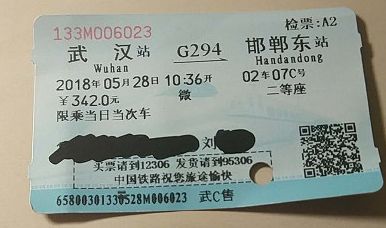 133M006023 检票:A2
武汉站 G294 邯郸东站
Wuhan Handandong
2018年05月28日 10:36开 02车07C号
￥342.0元 微 二等座
限乘当日当次车
刘
买票请到12306 发货请到95306
中国铁路祝您旅途愉快
65800301330528M006023 武C售